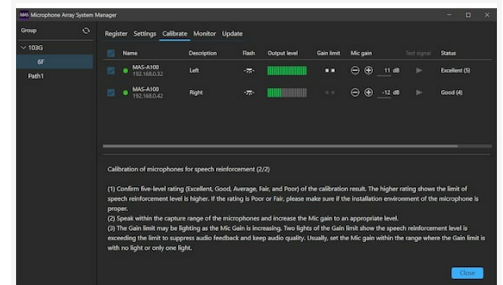 MAS Microphone Array System Manager
Group
Register Settings Calibrate Monitor Update
103G
6F
Path1
Name Description Flash Output level Gain limit Mic gain Test signal Status
MAS-A100 Left 11 dB Excellent (5)
192.168.0.32
MAS-A100 Right -12 dB Good (4)
192.168.0.42
Calibration of microphones for speech reinforcement (2/2)
(1) Confirm five-level rating (Excellent, Good, Average, Fair, and Poor) of the calibration result. The higher rating shows the limit of
speech reinforcement level is higher. If the rating is Poor or Fair, please make sure if the installation environment of the microphone is
proper.
(2) Speak within the capture range of the microphones and increase the Mic gain to an appropriate level.
(3) The Gain limit may be lighting as the Mic Gain is increasing. Two lights of the Gain limit show the speech reinforcement level is
exceeding the limit to suppress audio feedback and keep audio quality. Usually, set the Mic gain within the range where the Gain limit is
with no light or only one light.
Close